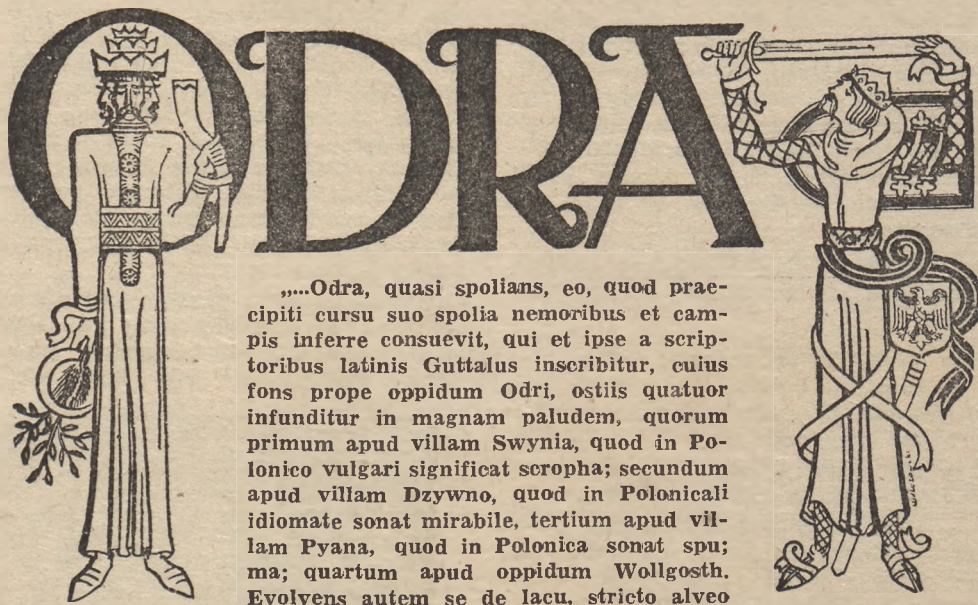 ODRA
„....Odra, quasi spolians, eo, quod prae-
cipiti cursu suo spolia nemoribus et cam-
pis inferre consuevit, qui et ipse a scrip-
toribus latinis Guttalus inscribitur, cuius
fons prope oppidum Odri, ostiis quatuor
infunditur in magnam paludem, quorum
primum apud villam Swynia, quod in Po-
lonico vulgari significat scropha; secundum
apud villam Dzywno, quod in Polonicali
idiomate sonat mirabile, tertium apud vil-
lam Pyana, quod in Polonica sonat spu;
ma; quartum apud oppidum Wollgosth.
Evolvens autem se de lacu, stricto alveo